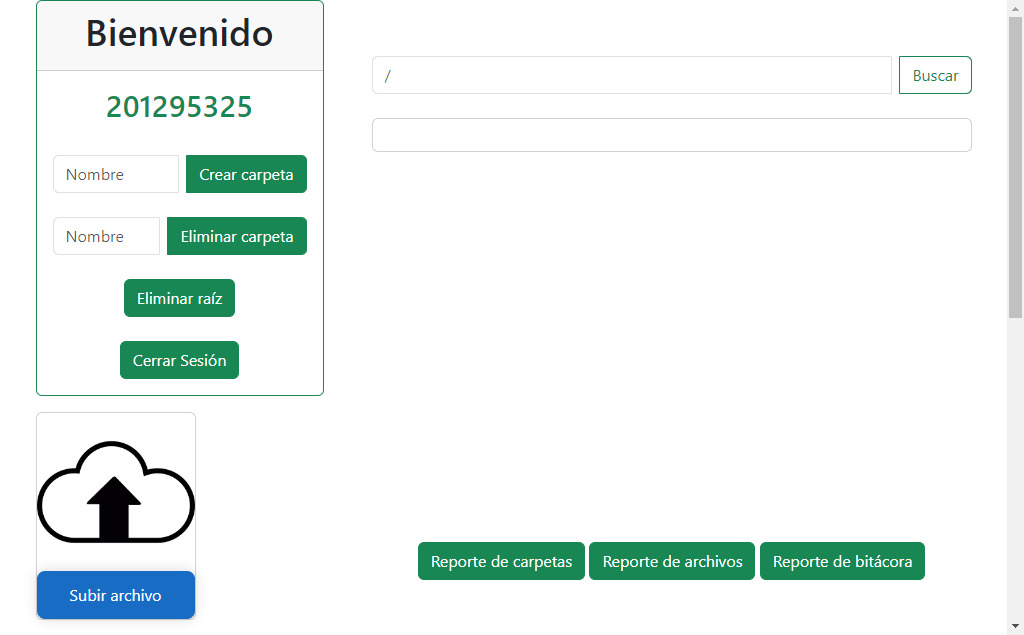 Bienvenido
201295325
Nombre
Crear carpeta
Nombre
Eliminar carpeta
Eliminar raíz
Cerrar Sesión
Subir archivo
/
Buscar
Reporte de carpetas
Reporte de archivos
Reporte de bitácora